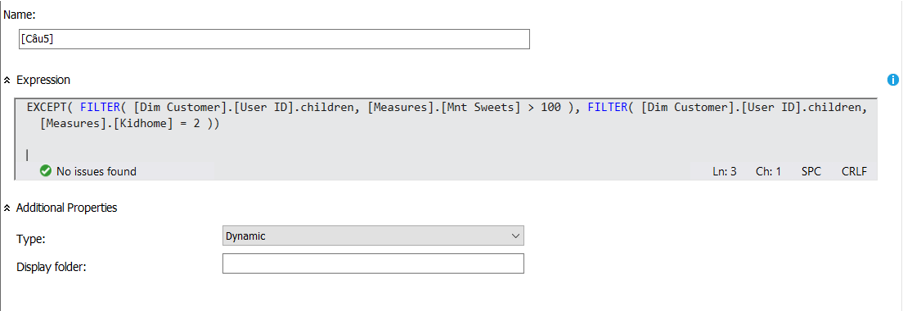 Name:
[Câu5]
Expression
EXCEPT( FILTER( [Dim Customer].[User ID].children, [Measures].[Mnt Sweets] > 100 ), FILTER( [Dim Customer].[User ID].children,
[Measures].[Kidhome] = 2 ))
No issues found Ln: 3 Ch: 1 SPC CRLF
Additional Properties
Type: Dynamic
Display folder: